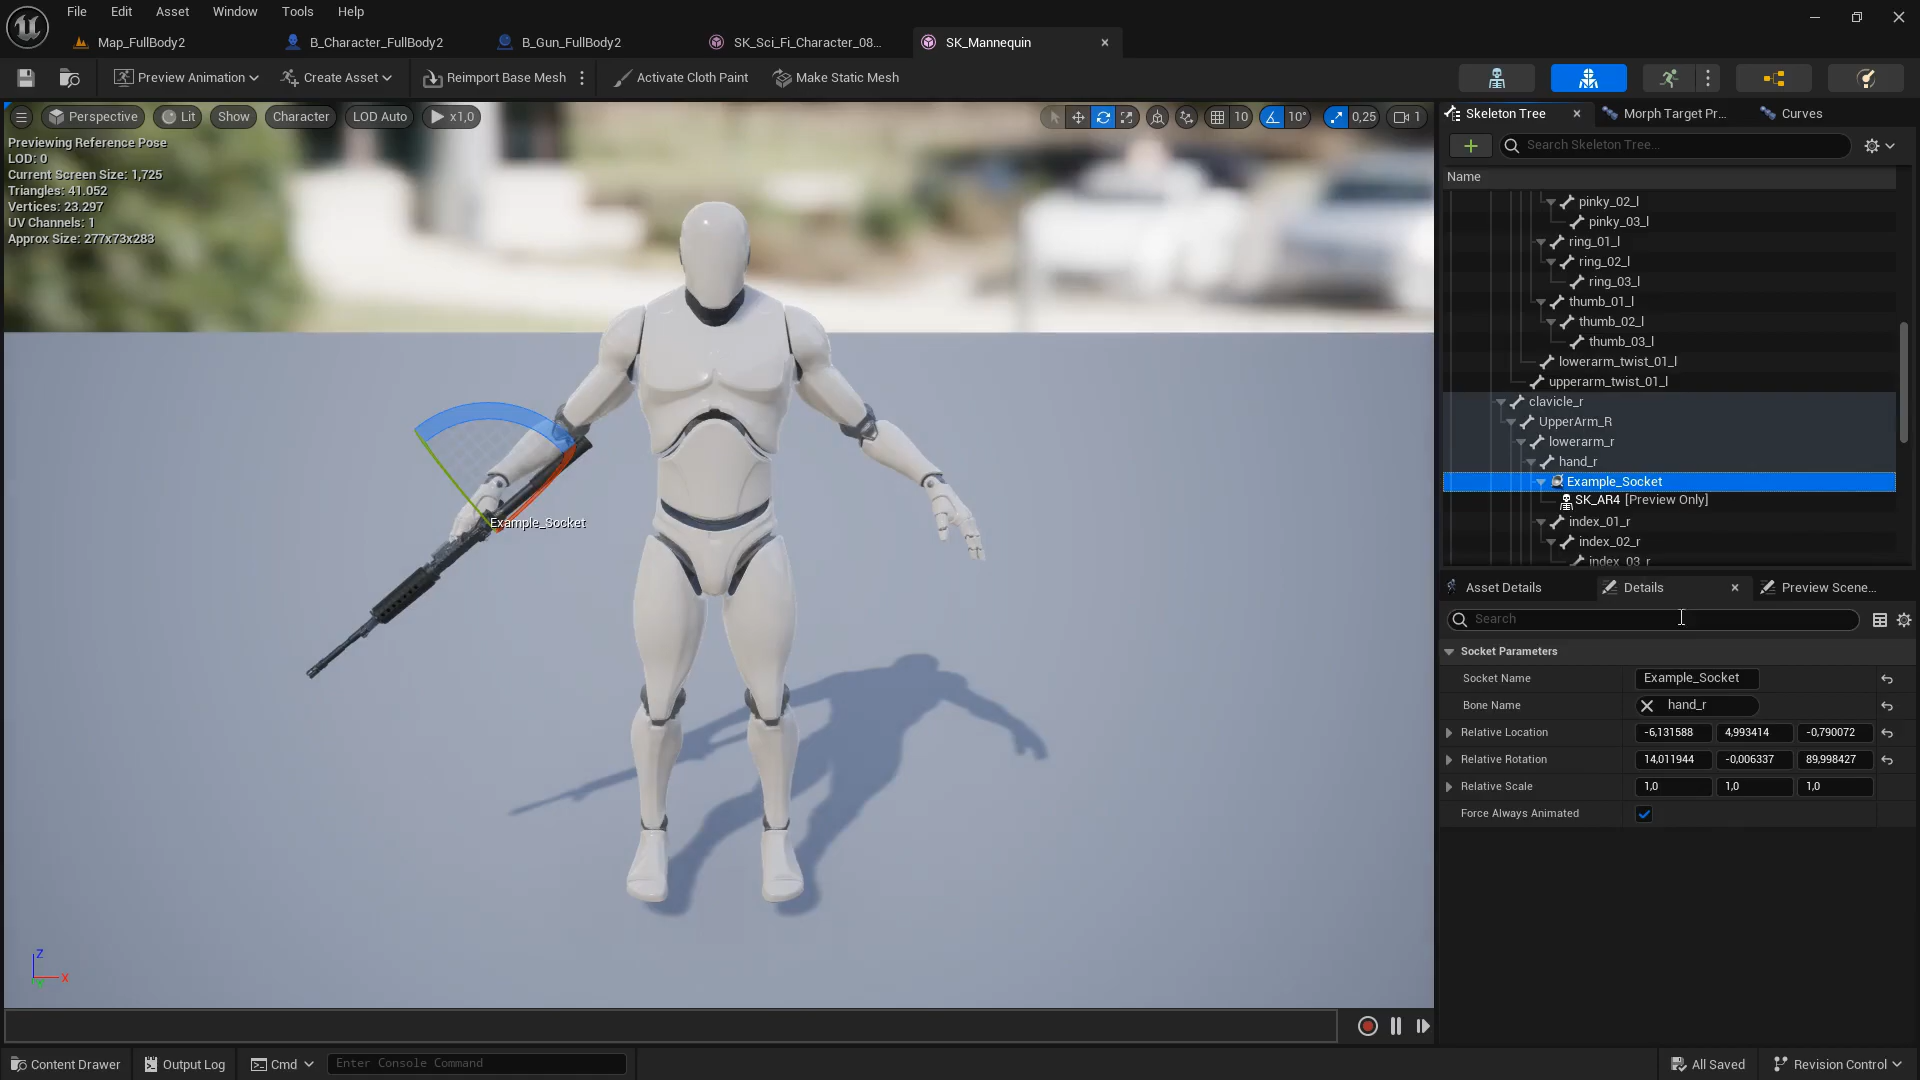 File Edit Asset Window Tools Help
Map_FullBody2 B_Character_FullBody2 B_Gun_FullBody2 SK_Sci_Fi_Character_08... SK_Mannequin
Preview Animation Create Asset Reimport Base Mesh Activate Cloth Paint Make Static Mesh
Perspective Lit Show Character LOD Auto x1,0 10 10° 0,25 1
Previewing Reference Pose
LOD: 0
Current Screen Size: 1,725
Triangles: 41.052
Vertices: 23.297
UV Channels: 1
Approx Size: 277x73x283
Example_Socket
Z
X
Y
Skeleton Tree Morph Target Pr... Curves
Search Skeleton Tree...
Name
pinky_02_l
pinky_03_l
ring_01_l
ring_02_l
ring_03_l
thumb_01_l
thumb_02_l
thumb_03_l
lowerarm_twist_01_l
upperarm_twist_01_l
clavicle_r
UpperArm_R
lowerarm_r
hand_r
Example_Socket
SK_AR4 [Preview Only]
index_01_r
index_02_r
index_03_r
Asset Details Details Preview Scene...
Search
Socket Parameters
Socket Name Example_Socket
Bone Name hand_r
Relative Location -6,131588 4,993414 -0,790072
Relative Rotation 14,011944 -0,006337 89,998427
Relative Scale 1,0 1,0 1,0
Force Always Animated
Content Drawer Output Log Cmd Enter Console Command All Saved Revision Control